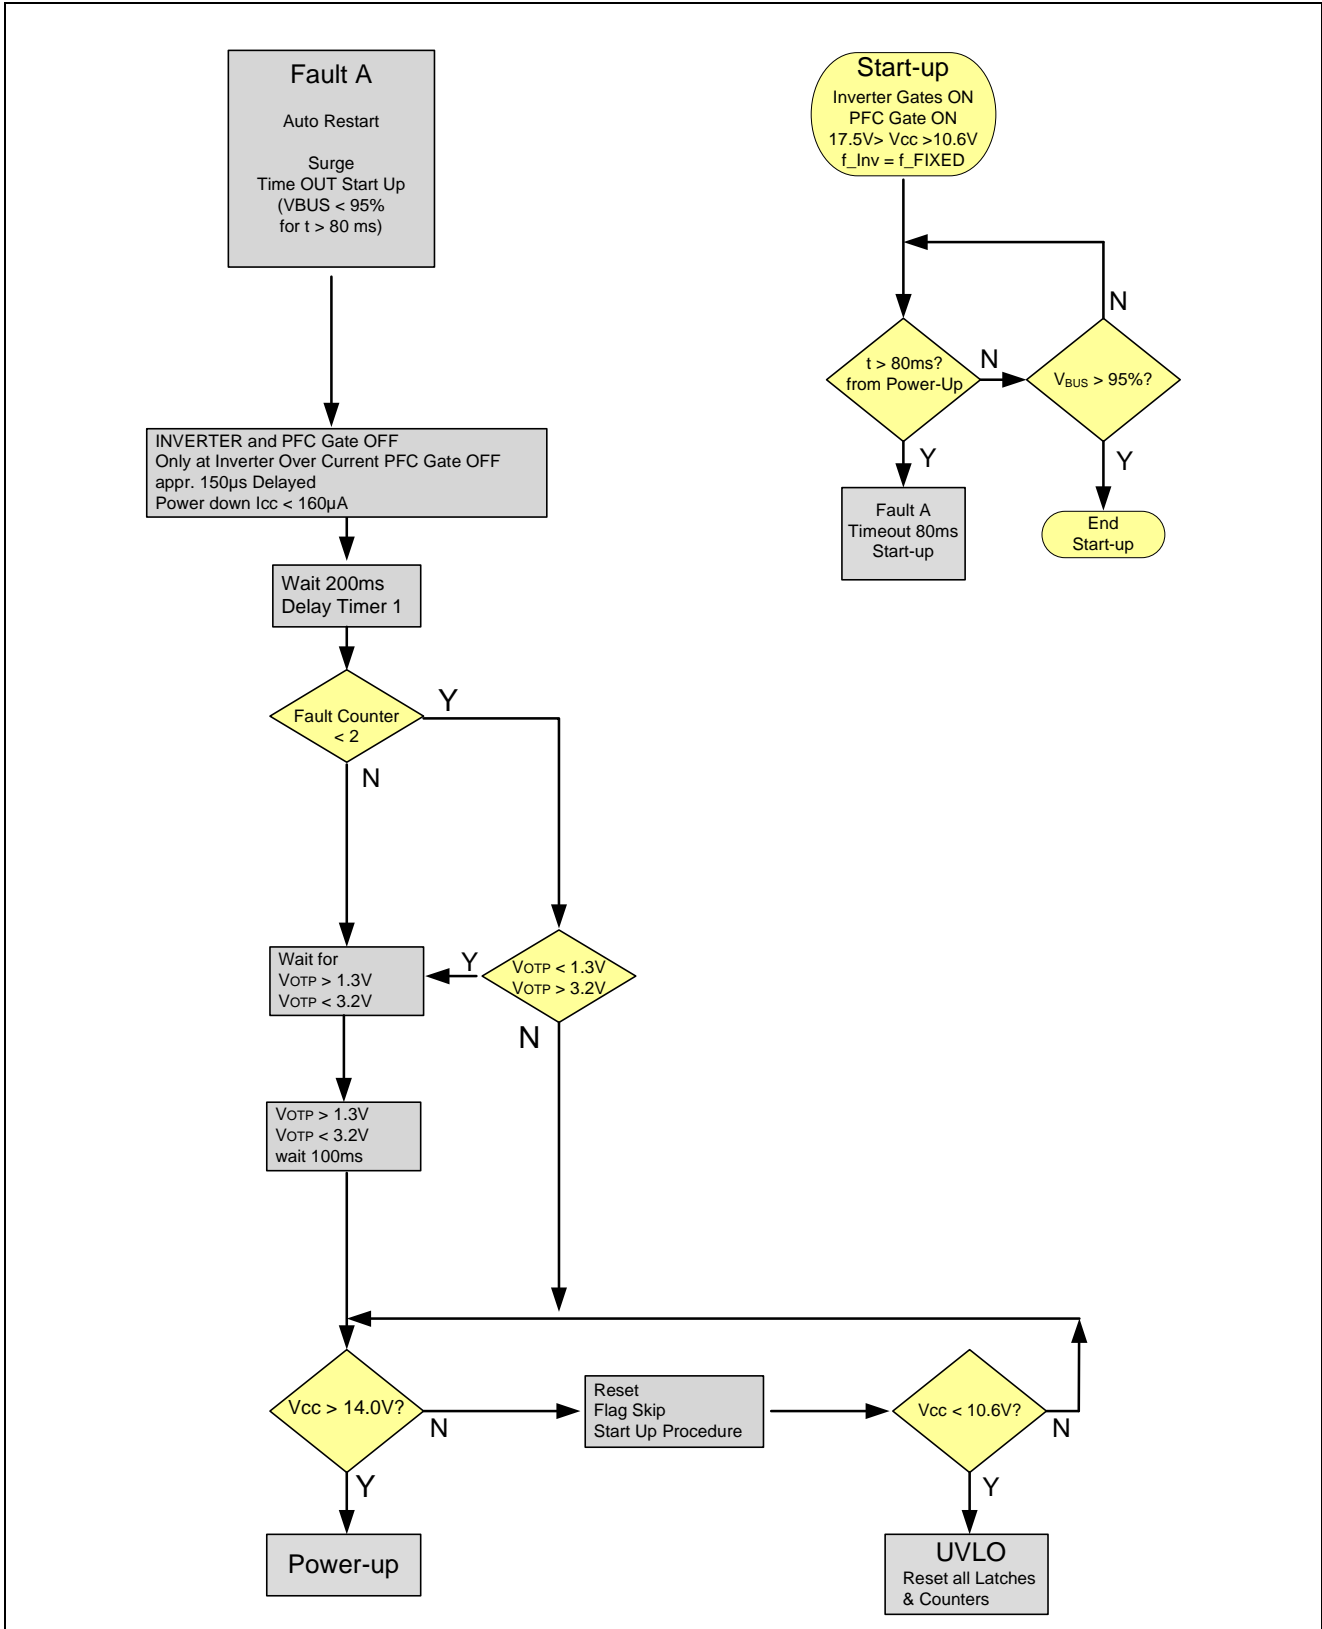 Fault A
Auto Restart
Surge
Time OUT Start Up
(VBUS < 95%
for t > 80 ms)
INVERTER and PFC Gate OFF
Only at Inverter Over Current PFC Gate OFF
appr. 150µs Delayed
Power down Icc < 160µA
Wait 200ms
Delay Timer 1
Fault Counter
< 2
Y
N
Wait for
VOTP > 1.3V
VOTP < 3.2V
Y
VOTP < 1.3V
VOTP > 3.2V
N
VOTP > 1.3V
VOTP < 3.2V
wait 100ms
Vcc > 14.0V?
N
Y
Reset
Flag Skip
Start Up Procedure
Vcc < 10.6V?
N
Y
Power-up
UVLO
Reset all Latches
& Counters
Start-up
Inverter Gates ON
PFC Gate ON
17.5V> Vcc >10.6V
f_Inv = f_FIXED
N
t > 80ms?
from Power-Up
N
VBUS > 95%?
Y
Y
Fault A
Timeout 80ms
Start-up
End
Start-up